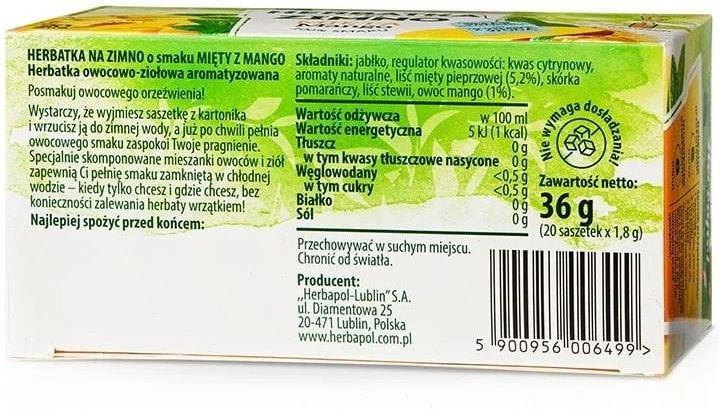 HERBATKA NA ZIMNO o smaku MIĘTY Z MANGO
Herbatka owocowo-ziołowa aromatyzowana
Posmakuj owocowego orzeźwienia!
Wystarczy, że wyjmiesz saszetkę z kartonika
i wrzucisz ją do zimnej wody, a już po chwili pełnia
owocowego smaku zaspokoi Twoje pragnienie.
Specjalnie skomponowane mieszanki owoców i ziół
zapewnią Ci pełnię smaku zamkniętą w chłodnej
wodzie – kiedy tylko chcesz i gdzie chcesz, bez
konieczności zalewania herbaty wrzątkiem!
Najlepiej spożyć przed końcem:
Składniki: jabłko, regulator kwasowości: kwas cytrynowy,
aromaty naturalne, liść mięty pieprzowej (5,2%), skórka
pomarańczy, liść stewii, owoc mango (1%).
Wartość odżywcza w 100 ml
Wartość energetyczna 5 kJ (1 kcal)
Tłuszcz 0 g
w tym kwasy tłuszczowe nasycone 0 g
Węglowodany <0,5 g
w tym cukry <0,5 g
Białko 0 g
Sól 0 g
Przechowywać w suchym miejscu.
Chronić od światła.
Producent:
„Herbapol-Lublin” S.A.
ul. Diamentowa 25
20-471 Lublin, Polska
www.herbapol.com.pl
Nie wymaga dosładzania!
Zawartość netto:
36 g
(20 saszetek x 1,8 g)
5 900956 006499 >